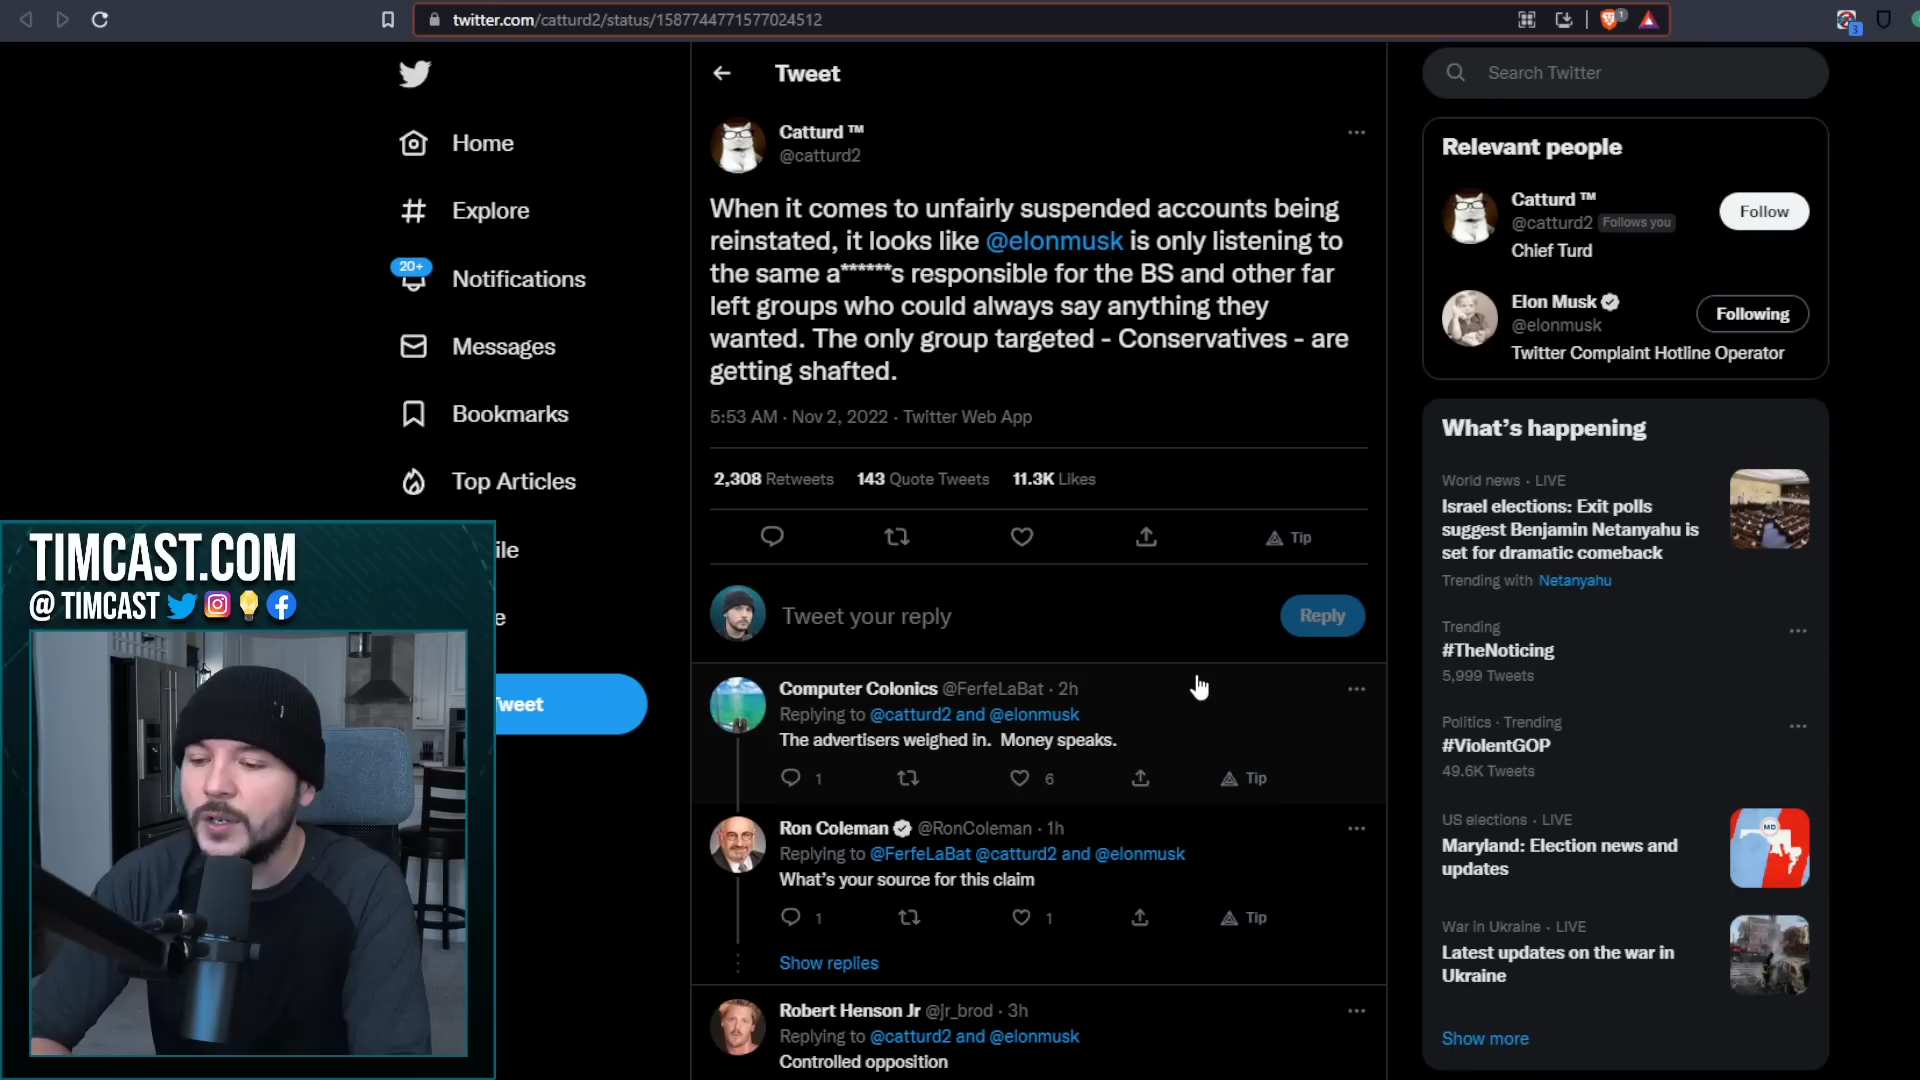 twitter.com/catturd2/status/1587744771577024512
1
3
Home
Explore
20+
Notifications
Messages
Bookmarks
Top Articles
ile
e
Tweet
TIMCAST.COM
@ TIMCAST
Tweet
Catturd ™
@catturd2
When it comes to unfairly suspended accounts being
reinstated, it looks like @elonmusk is only listening to
the same a******s responsible for the BS and other far
left groups who could always say anything they
wanted. The only group targeted - Conservatives - are
getting shafted.
5:53 AM · Nov 2, 2022 · Twitter Web App
2,308 Retweets 143 Quote Tweets 11.3K Likes
Tip
Tweet your reply
Reply
Computer Colonics @FerfeLaBat · 2h
Replying to @catturd2 and @elonmusk
The advertisers weighed in. Money speaks.
1 6 Tip
Ron Coleman @RonColeman · 1h
Replying to @FerfeLaBat @catturd2 and @elonmusk
What's your source for this claim
1 1 Tip
Show replies
Robert Henson Jr @jr_brod · 3h
Replying to @catturd2 and @elonmusk
Controlled opposition
Search Twitter
Relevant people
Catturd ™
@catturd2 Follows you
Follow
Chief Turd
Elon Musk
@elonmusk
Following
Twitter Complaint Hotline Operator
What's happening
World news · LIVE
Israel elections: Exit polls
suggest Benjamin Netanyahu is
set for dramatic comeback
Trending with Netanyahu
Trending
#TheNoticing
5,999 Tweets
Politics · Trending
#ViolentGOP
49.6K Tweets
US elections · LIVE
Maryland: Election news and
updates
MD
War in Ukraine · LIVE
Latest updates on the war in
Ukraine
Show more